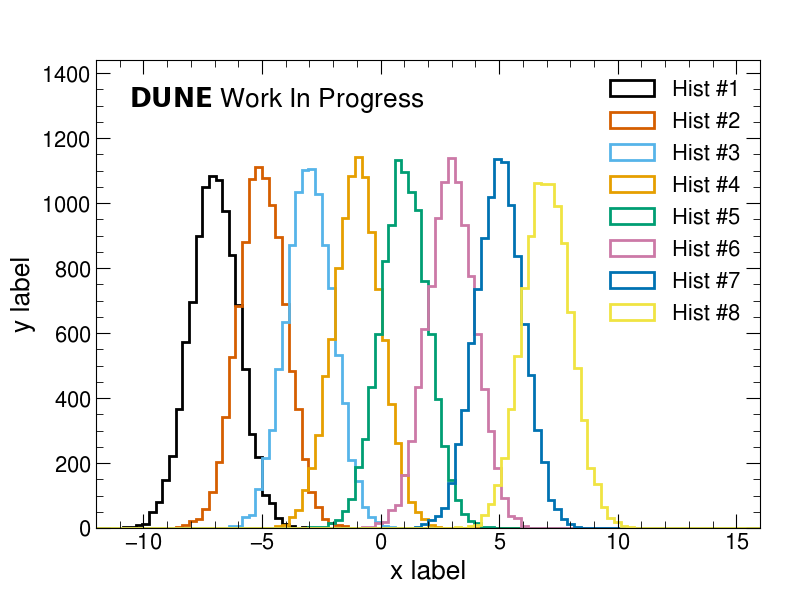 DUNE Work In Progress
Hist #1
Hist #2
Hist #3
Hist #4
Hist #5
Hist #6
Hist #7
Hist #8
y label
1400
1200
1000
800
600
400
200
0
−10
−5
0
5
10
15
x label